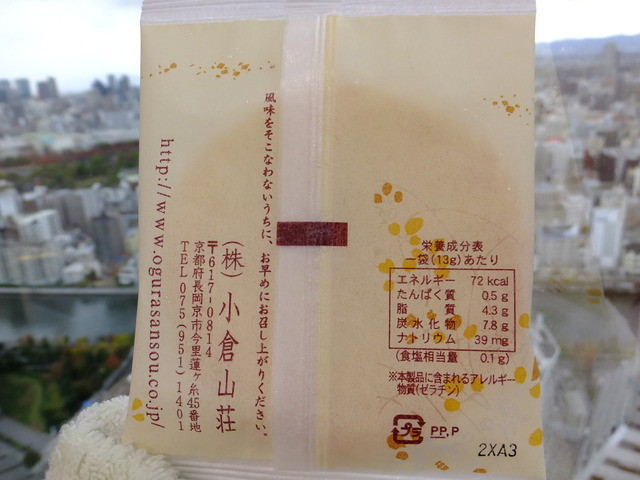 風味をそこなわないうちに、お早めにお召し上がりください。
(株)小倉山荘
〒617-0814
京都府長岡京市今里蓮ヶ糸45番地
TEL075(951)1401
http://www.ogurasansou.co.jp/
栄養成分表
一袋(13g)あたり
エネルギー 72 kcal
たんぱく質 0.5 g
脂質 4.3 g
炭水化物 7.8 g
ナトリウム 39 mg
(食塩相当量 0.1g)
※本製品に含まれるアレルギー
物質(ゼラチン)
プラ PP,P
2XA3